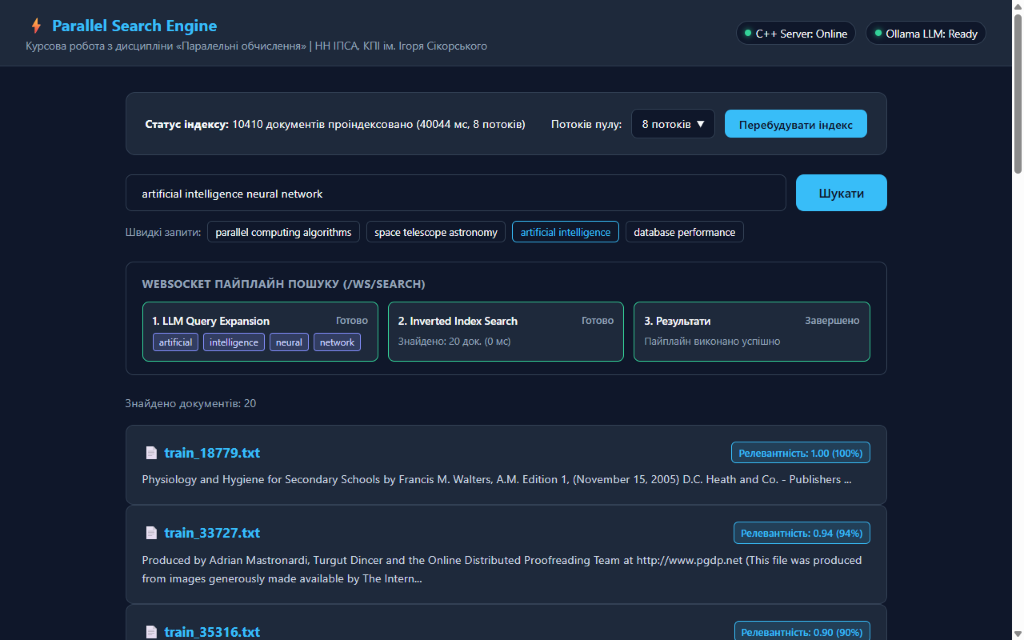 Parallel Search Engine
Курсова робота з дисципліни «Паралельні обчислення» | НН ІПСА, КПІ ім. Ігоря Сікорського
C++ Server: Online
Ollama LLM: Ready
Статус індексу: 10410 документів проіндексовано (40044 мс, 8 потоків)
Потоків пулу:
8 потоків ▼
Перебудувати індекс
artificial intelligence neural network
Шукати
Швидкі запити:
parallel computing algorithms
space telescope astronomy
artificial intelligence
database performance
WEBSOCKET ПАЙПЛАЙН ПОШУКУ (/WS/SEARCH)
1. LLM Query Expansion
Готово
artificial
intelligence
neural
network
2. Inverted Index Search
Готово
Знайдено: 20 док. (0 мс)
3. Результати
Завершено
Пайплайн виконано успішно
Знайдено документів: 20
train_18779.txt
Релевантність: 1.00 (100%)
Physiology and Hygiene for Secondary Schools by Francis M. Walters, A.M. Edition 1, (November 15, 2005) D.C. Heath and Co. - Publishers ...
train_33727.txt
Релевантність: 0.94 (94%)
Produced by Adrian Mastronardi, Turgut Dincer and the Online Distributed Proofreading Team at http://www.pgdp.net (This file was produced
from images generously made available by The Intern...
train_35316.txt
Релевантність: 0.90 (90%)